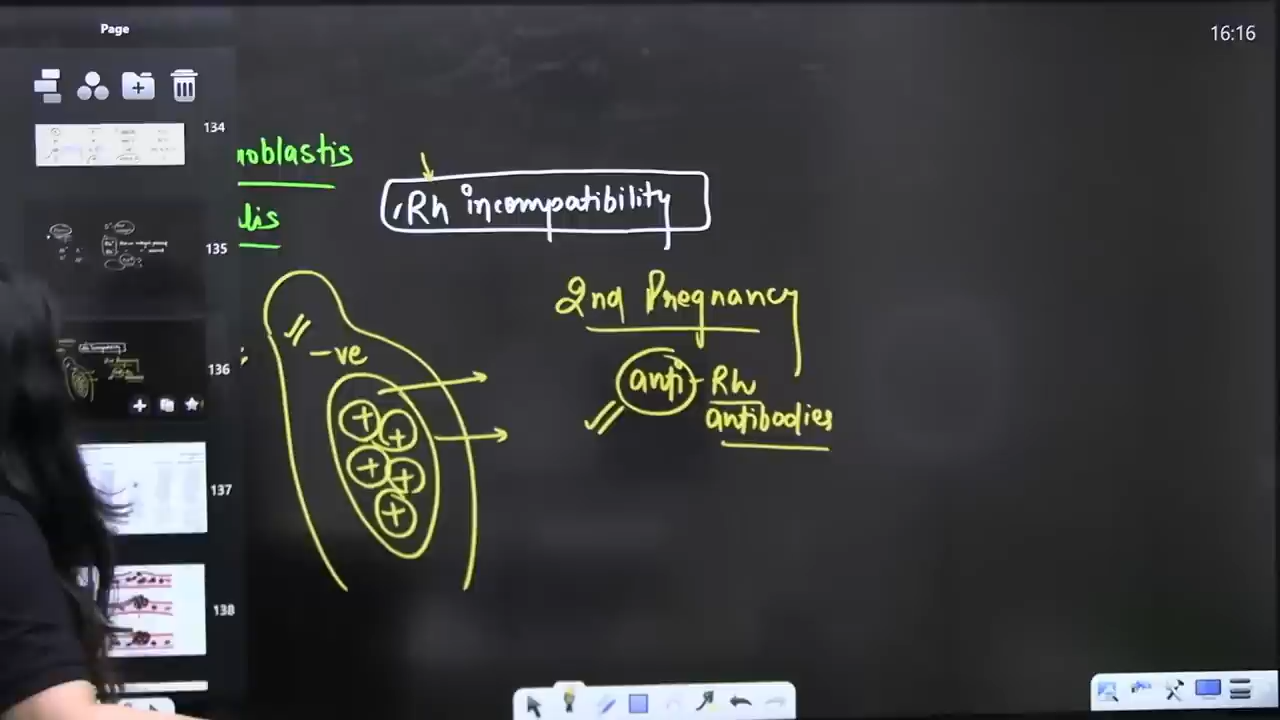 Page
16:16
134
135
136
137
138
noblastis
lis
Rh incompatibility
2nd Pregnancy
-ve
anti - Rh
antibodies
+
+
+
+
+